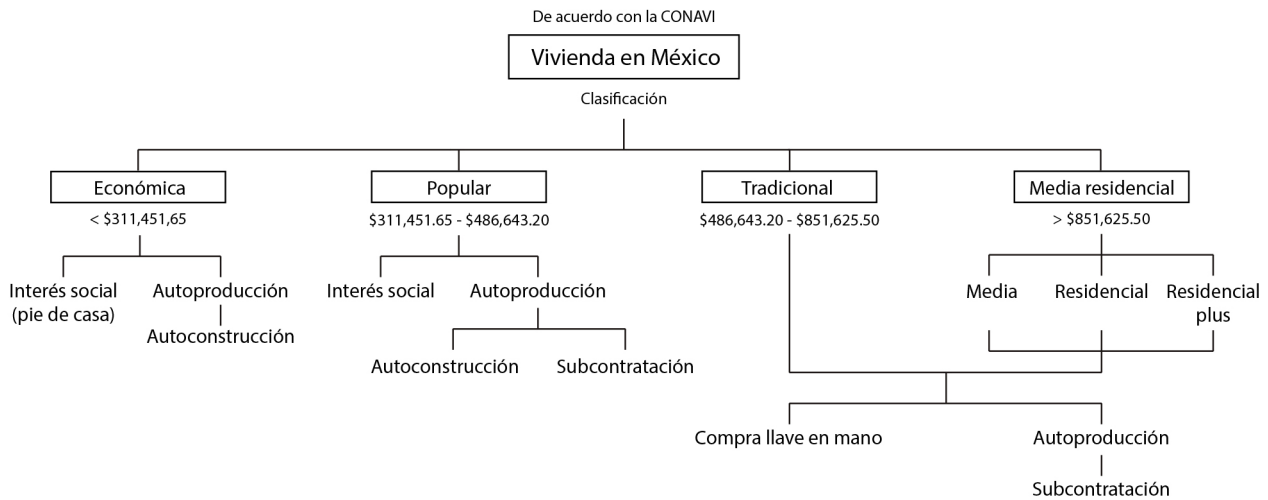 De acuerdo con la CONAVI
Vivienda en México
Clasificación
Económica
< $311,451,65
Popular
$311,451.65 - $486,643.20
Tradicional
$486,643.20 - $851,625.50
Media residencial
> $851,625.50
Interés social
(pie de casa)
Autoproducción
Autoconstrucción
Interés social
Autoproducción
Autoconstrucción
Subcontratación
Media
Residencial
Residencial
plus
Compra llave en mano
Autoproducción
Subcontratación